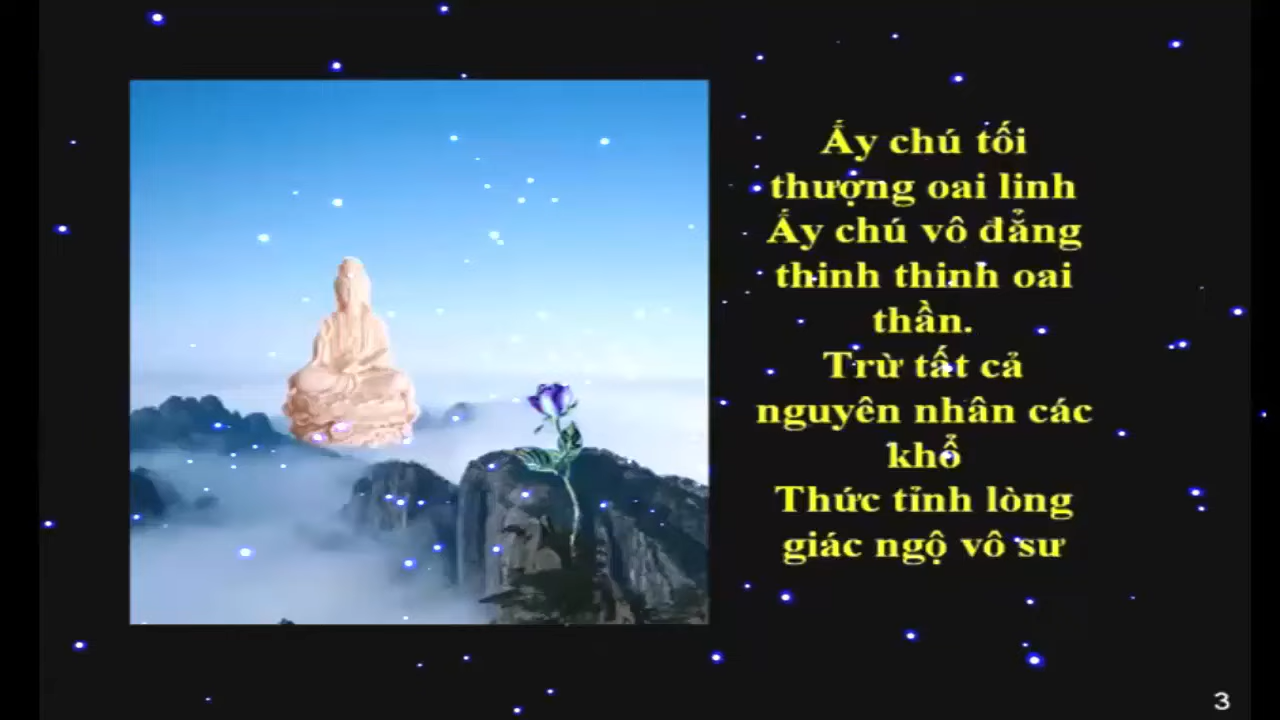 Ấy chú tối
thượng oai linh
Ấy chú vô đẳng
thinh thinh oai
thần.
Trừ tất cả
nguyên nhân các
khổ
Thức tỉnh lòng
giác ngộ vô sư
3